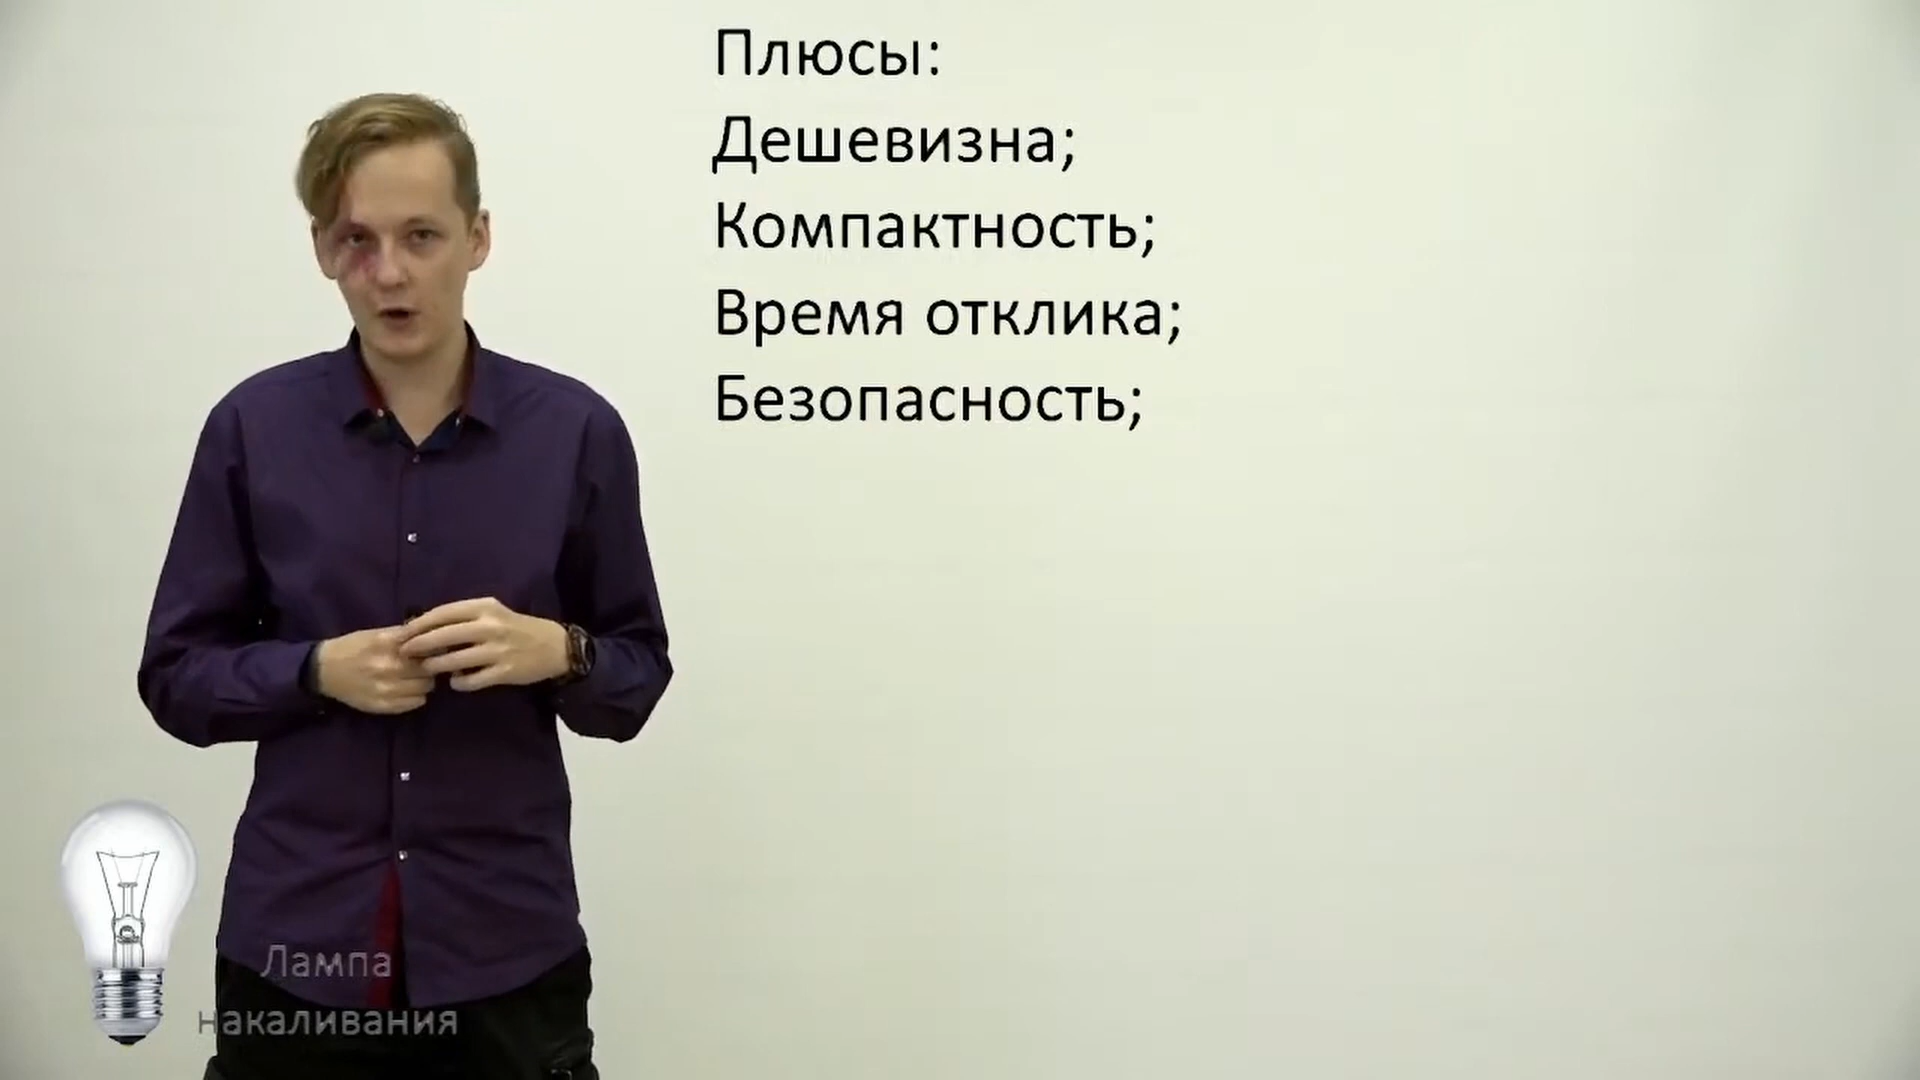 Плюсы:
Дешевизна;
Компактность;
Время отклика;
Безопасность;
Лампа
накаливания